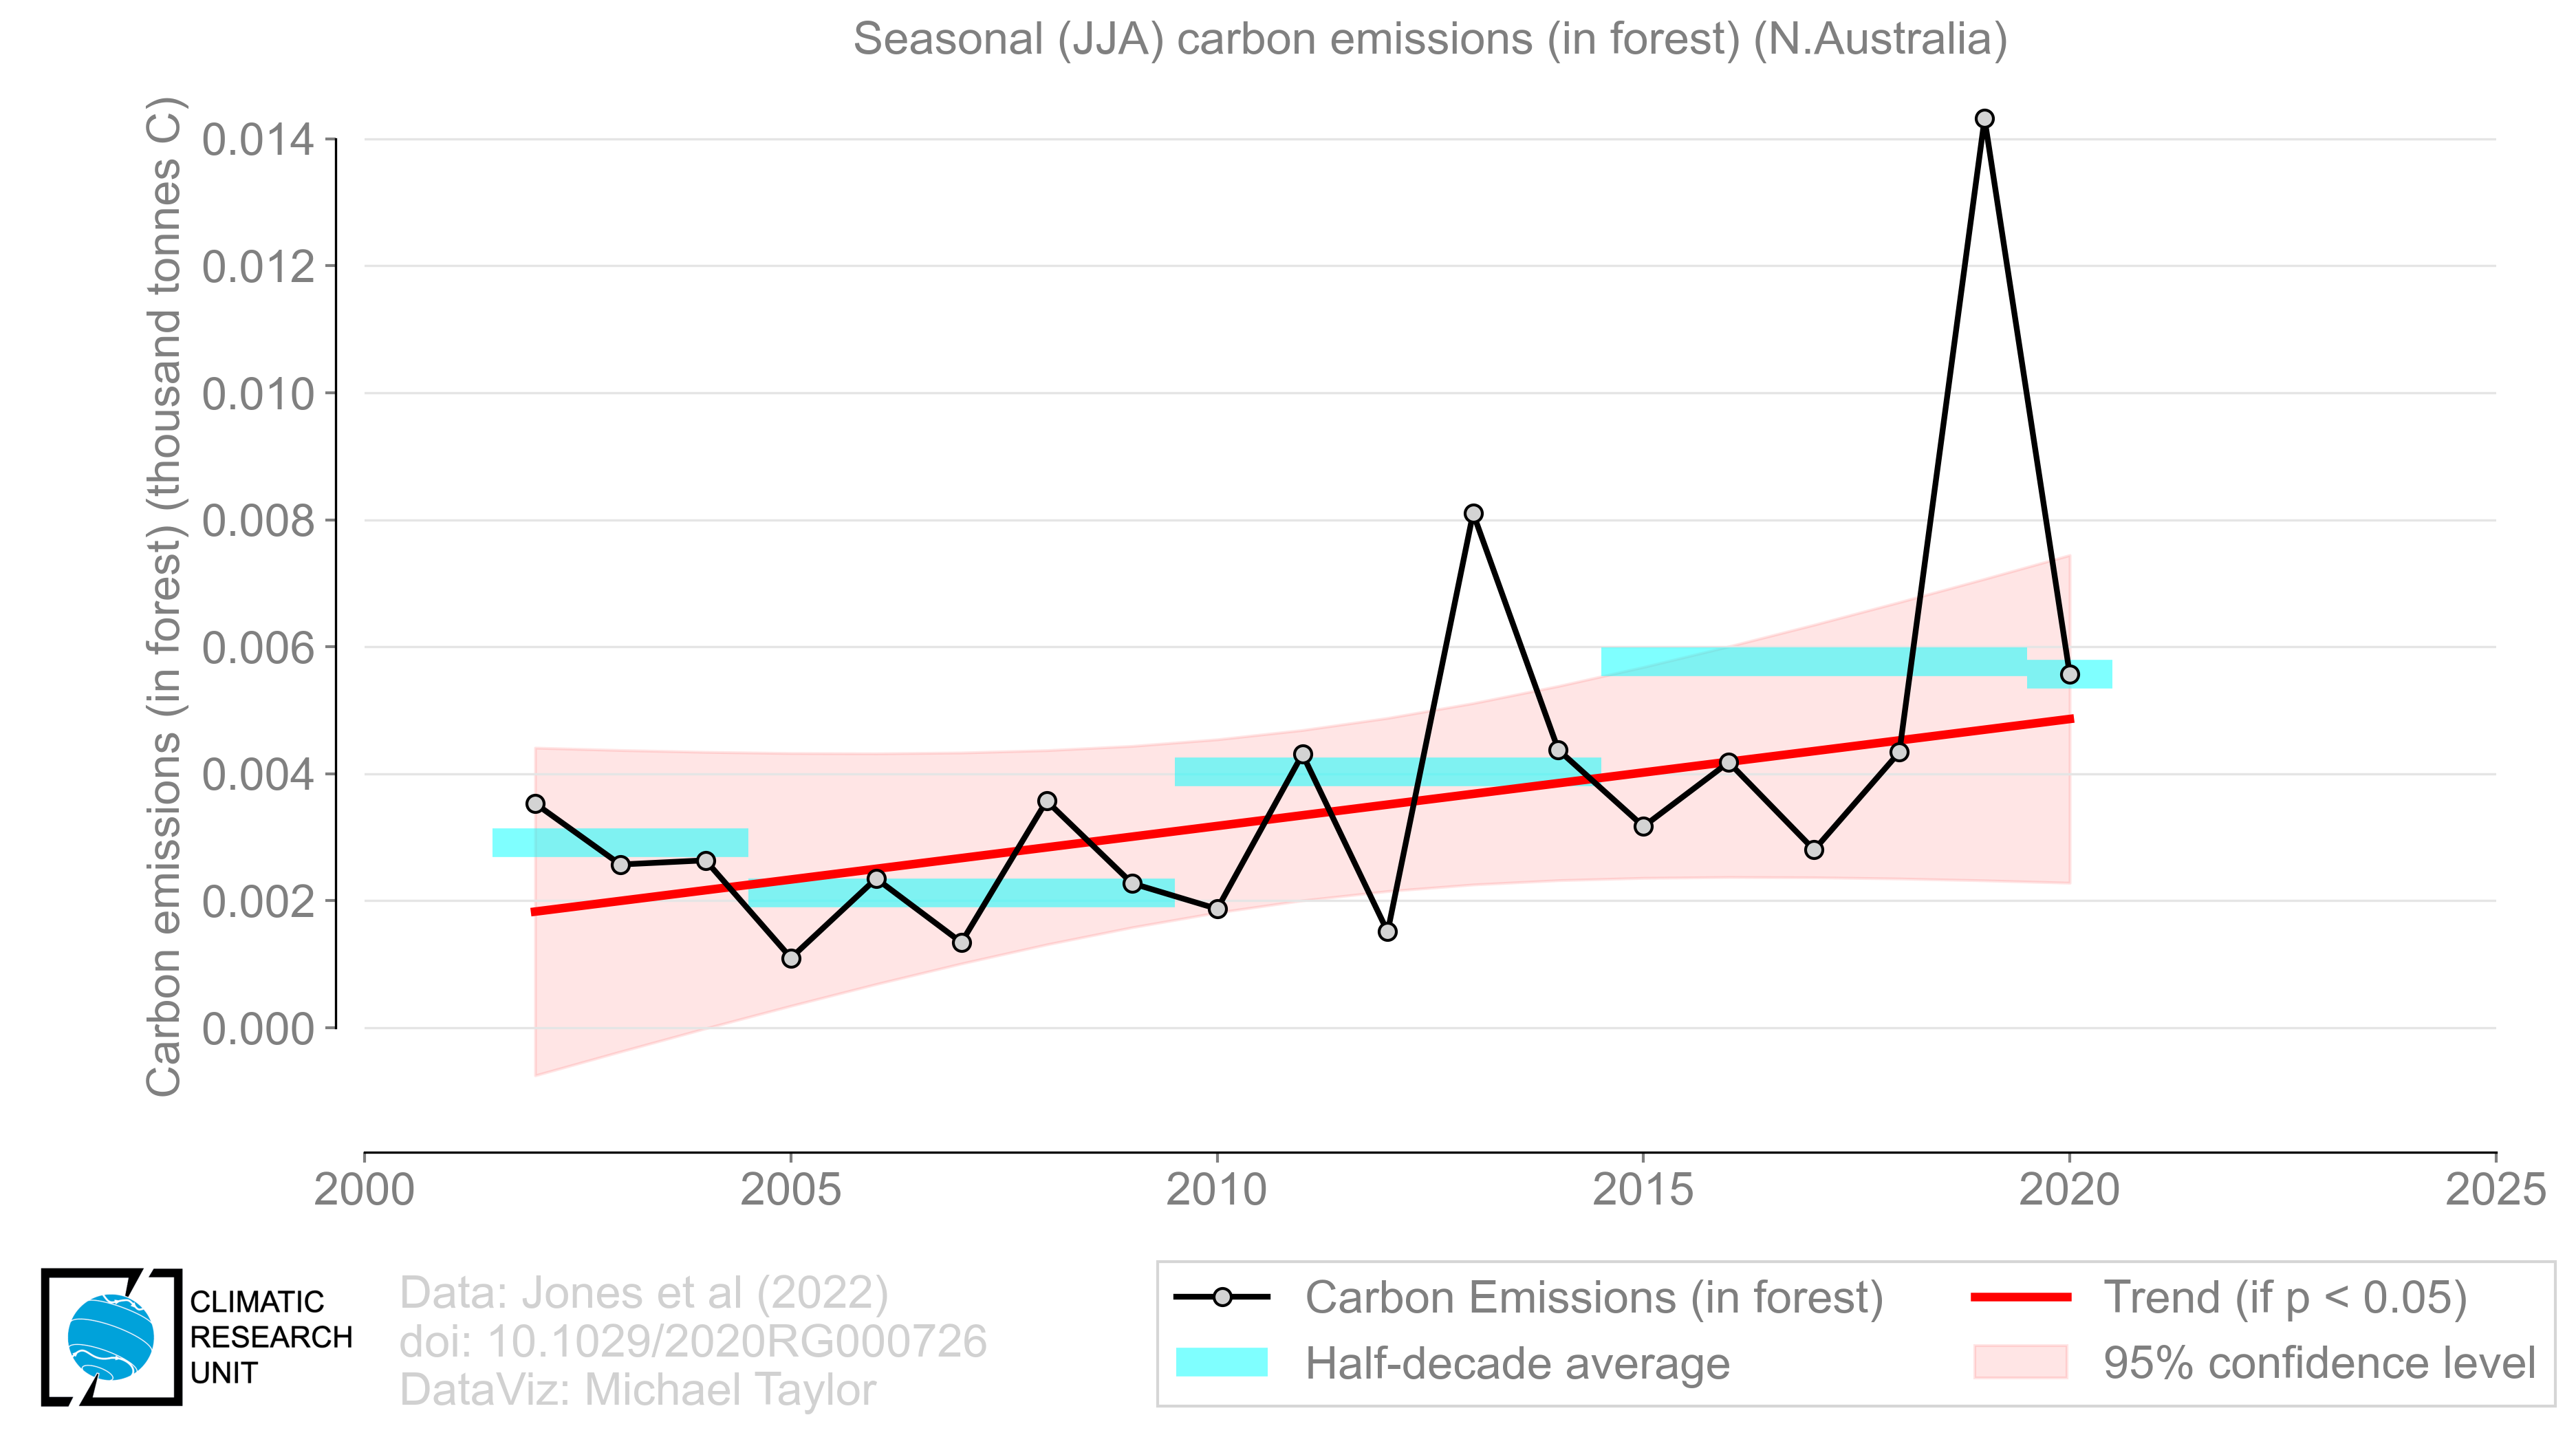 Seasonal (JJA) carbon emissions (in forest) (N.Australia)
Carbon emissions (in forest) (thousand tonnes C)
0.014
0.012
0.010
0.008
0.006
0.004
0.002
0.000
2000 2005 2010 2015 2020 2025
CLIMATIC
RESEARCH
UNIT
Data: Jones et al (2022)
doi: 10.1029/2020RG000726
DataViz: Michael Taylor
Carbon Emissions (in forest)
Half-decade average
Trend (if p < 0.05)
95% confidence level